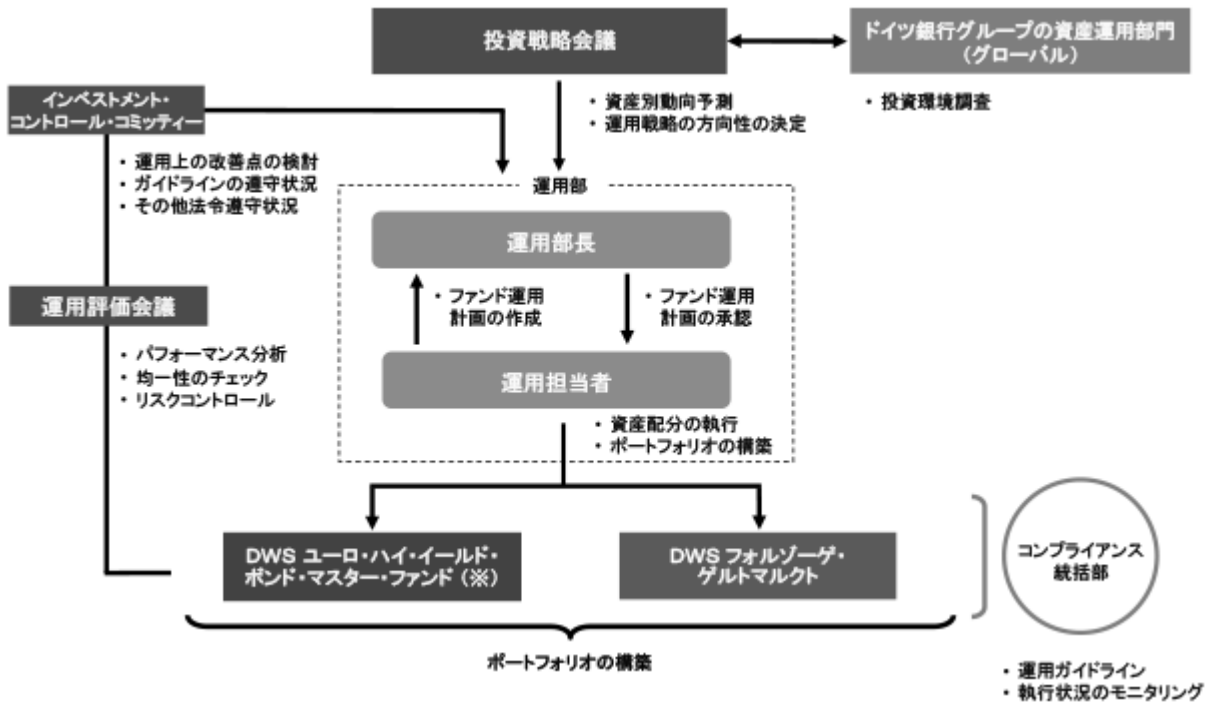 投資戦略会議
ドイツ銀行グループの資産運用部門
(グローバル)
・資産別動向予測
・運用戦略の方向性の決定
・投資環境調査
インベストメント・
コントロール・コミッティー
・運用上の改善点の検討
・ガイドラインの遵守状況
・その他法令遵守状況
運用部
運用部長
・ファンド運用
計画の作成
・ファンド運用
計画の承認
運用評価会議
・パフォーマンス分析
・均一性のチェック
・リスクコントロール
運用担当者
・資産配分の執行
・ポートフォリオの構築
DWS ユーロ・ハイ・イールド・
ボンド・マスター・ファンド(※)
DWS フォルゾーゲ・
ゲルトマルクト
コンプライアンス
統括部
ポートフォリオの構築
・運用ガイドライン
・執行状況のモニタリング